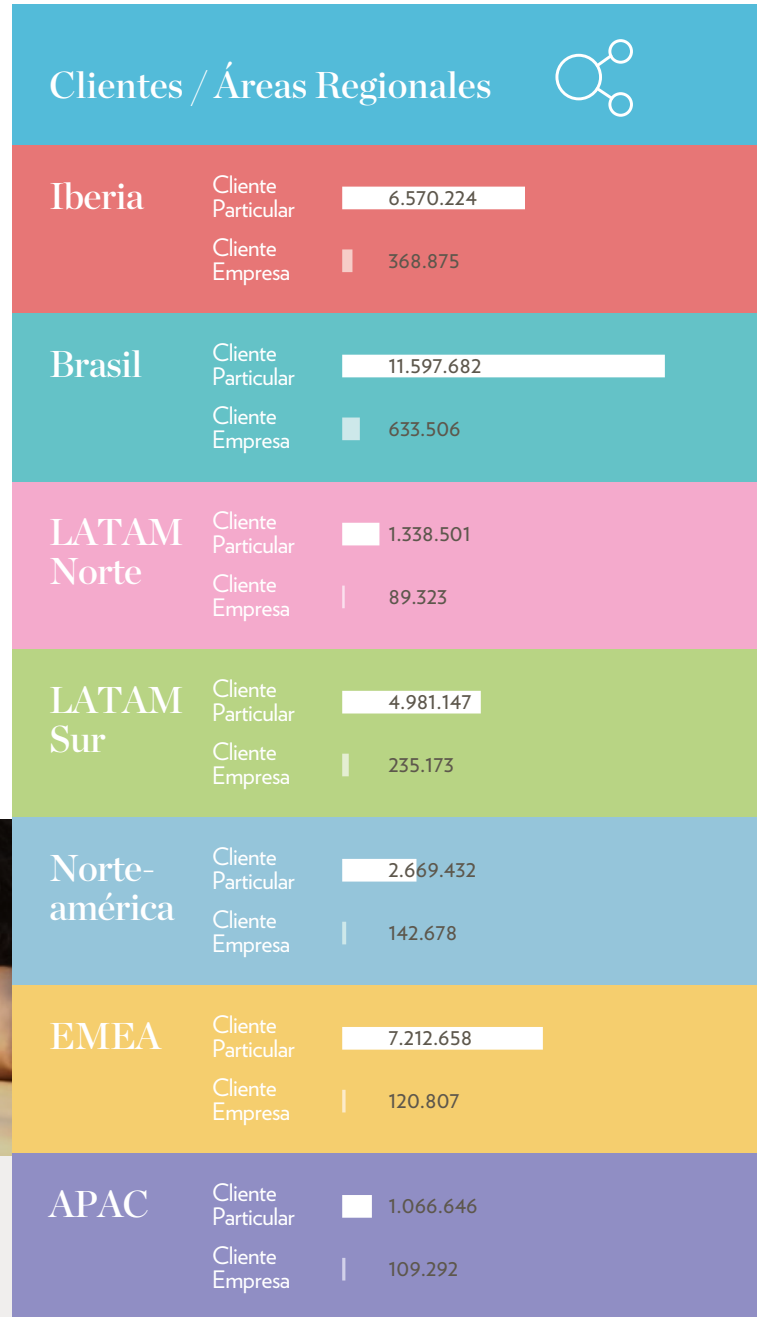 Clientes / Áreas Regionales
Iberia
Cliente
Particular
6.570.224
Cliente
Empresa
368.875
Brasil
Cliente
Particular
11.597.682
Cliente
Empresa
633.506
LATAM
Norte
Cliente
Particular
1.338.501
Cliente
Empresa
89.323
LATAM
Sur
Cliente
Particular
4.981.147
Cliente
Empresa
235.173
Norte-
américa
Cliente
Particular
2.669.432
Cliente
Empresa
142.678
EMEA
Cliente
Particular
7.212.658
Cliente
Empresa
120.807
APAC
Cliente
Particular
1.066.646
Cliente
Empresa
109.292